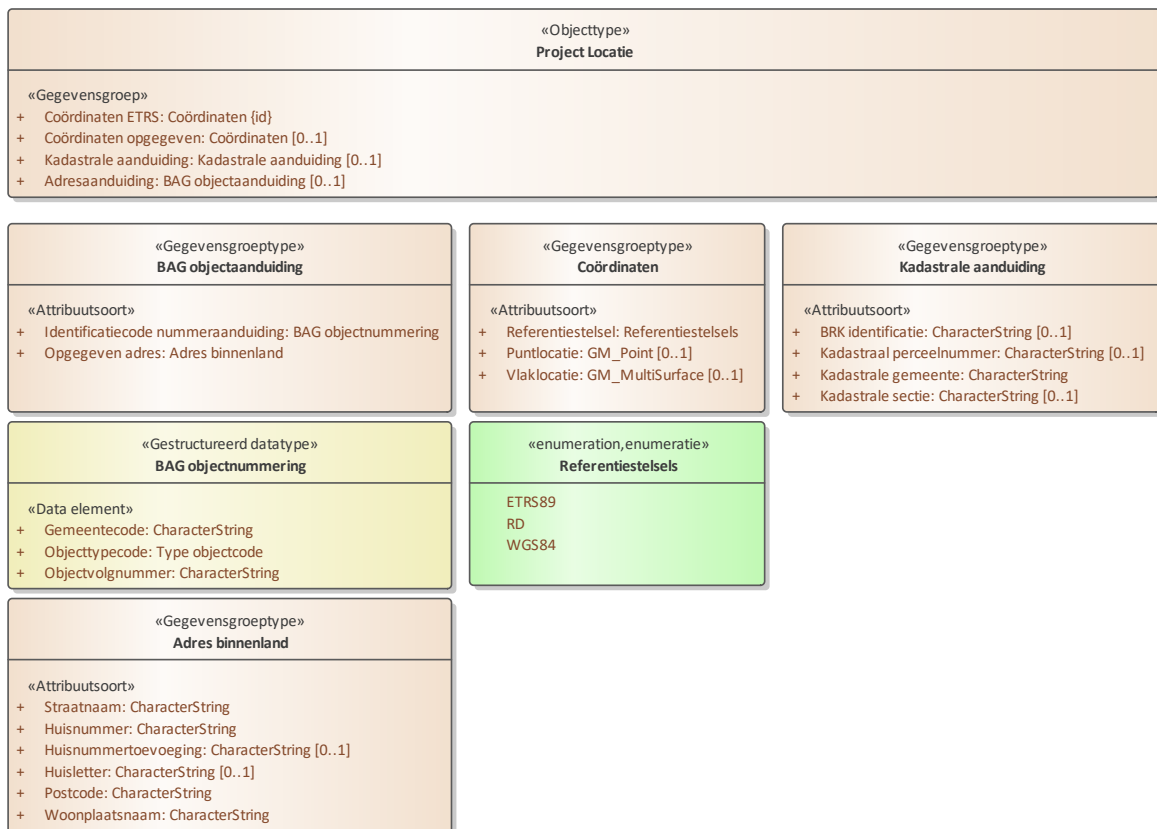 «Objecttype»
Project Locatie
«Gegevensgroep»
+ Coördinaten ETRS: Coördinaten {id}
+ Coördinaten opgegeven: Coördinaten [0..1]
+ Kadastrale aanduiding: Kadastrale aanduiding [0..1]
+ Adresaanduiding: BAG objectaanduiding [0..1]
«Gegevensgroeptype»
BAG objectaanduiding
«Attribuutsoort»
+ Identificatiecode nummeraanduiding: BAG objectnummering
+ Opgegeven adres: Adres binnenland
«Gegevensgroeptype»
Coördinaten
«Attribuutsoort»
+ Referentiestelsel: Referentiestelsels
+ Puntlocatie: GM_Point [0..1]
+ Vlaklocatie: GM_MultiSurface [0..1]
«Gegevensgroeptype»
Kadastrale aanduiding
«Attribuutsoort»
+ BRK identificatie: CharacterString [0..1]
+ Kadastraal perceelnummer: CharacterString [0..1]
+ Kadastrale gemeente: CharacterString
+ Kadastrale sectie: CharacterString [0..1]
«Gestructureerd datatype»
BAG objectnummering
«Data element»
+ Gemeentecode: CharacterString
+ Objecttypecode: Type objectcode
+ Objectvolgnummer: CharacterString
«enumeration,enumeratie»
Referentiestelsels
ETRS89
RD
WGS84
«Gegevensgroeptype»
Adres binnenland
«Attribuutsoort»
+ Straatnaam: CharacterString
+ Huisnummer: CharacterString
+ Huisnummertoevoeging: CharacterString [0..1]
+ Huisletter: CharacterString [0..1]
+ Postcode: CharacterString
+ Woonplaatsnaam: CharacterString